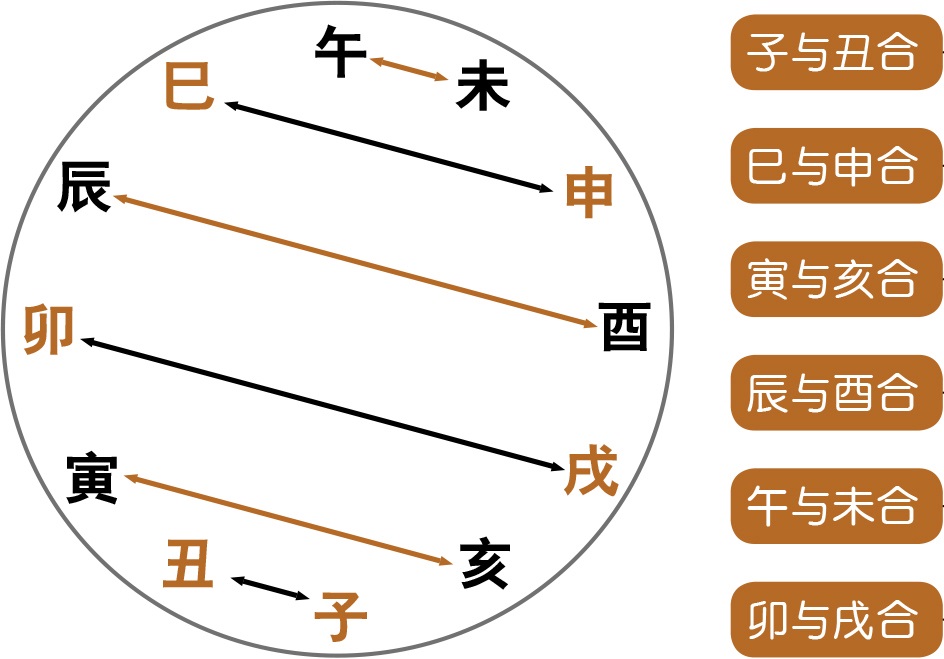 午
未
巳
申
辰
酉
卯
戌
寅
亥
丑
子
子与丑合
巳与申合
寅与亥合
辰与酉合
午与未合
卯与戌合